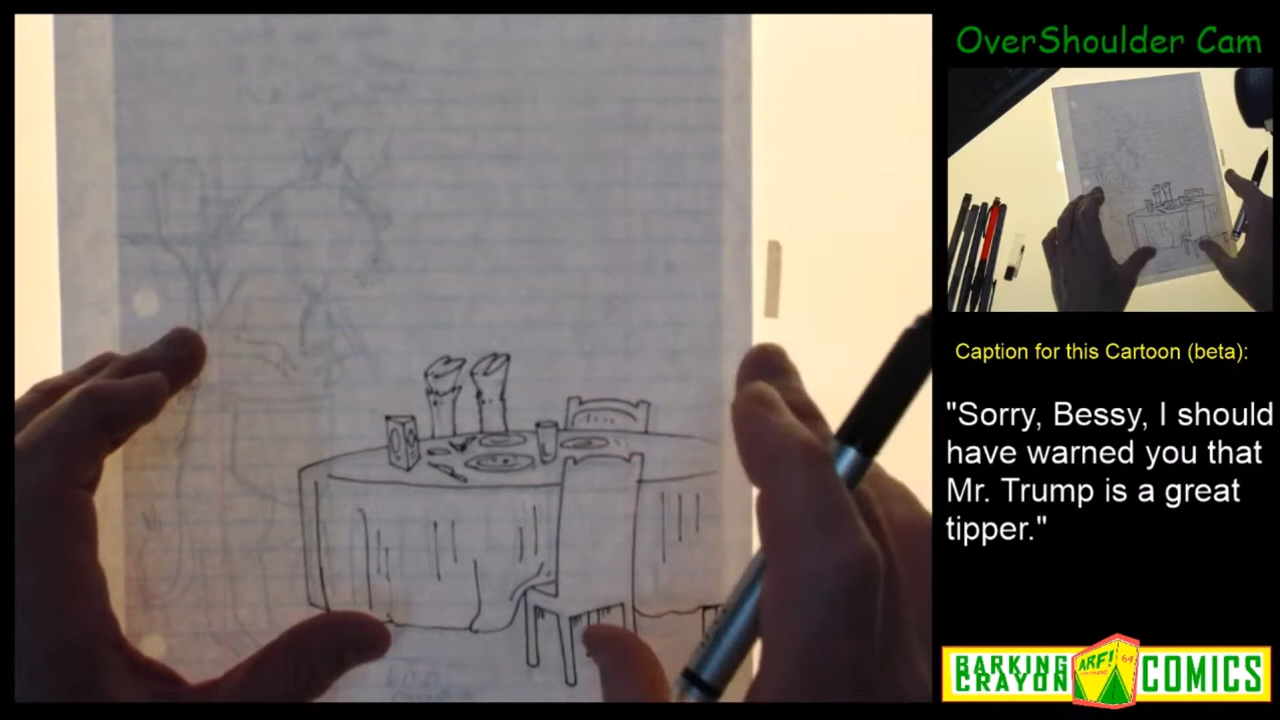 OverShoulder Cam
Caption for this Cartoon (beta):
"Sorry, Bessy, I should
have warned you that
Mr. Trump is a great
tipper."
BARKING
CRAYON
ARF!
64
COMICS